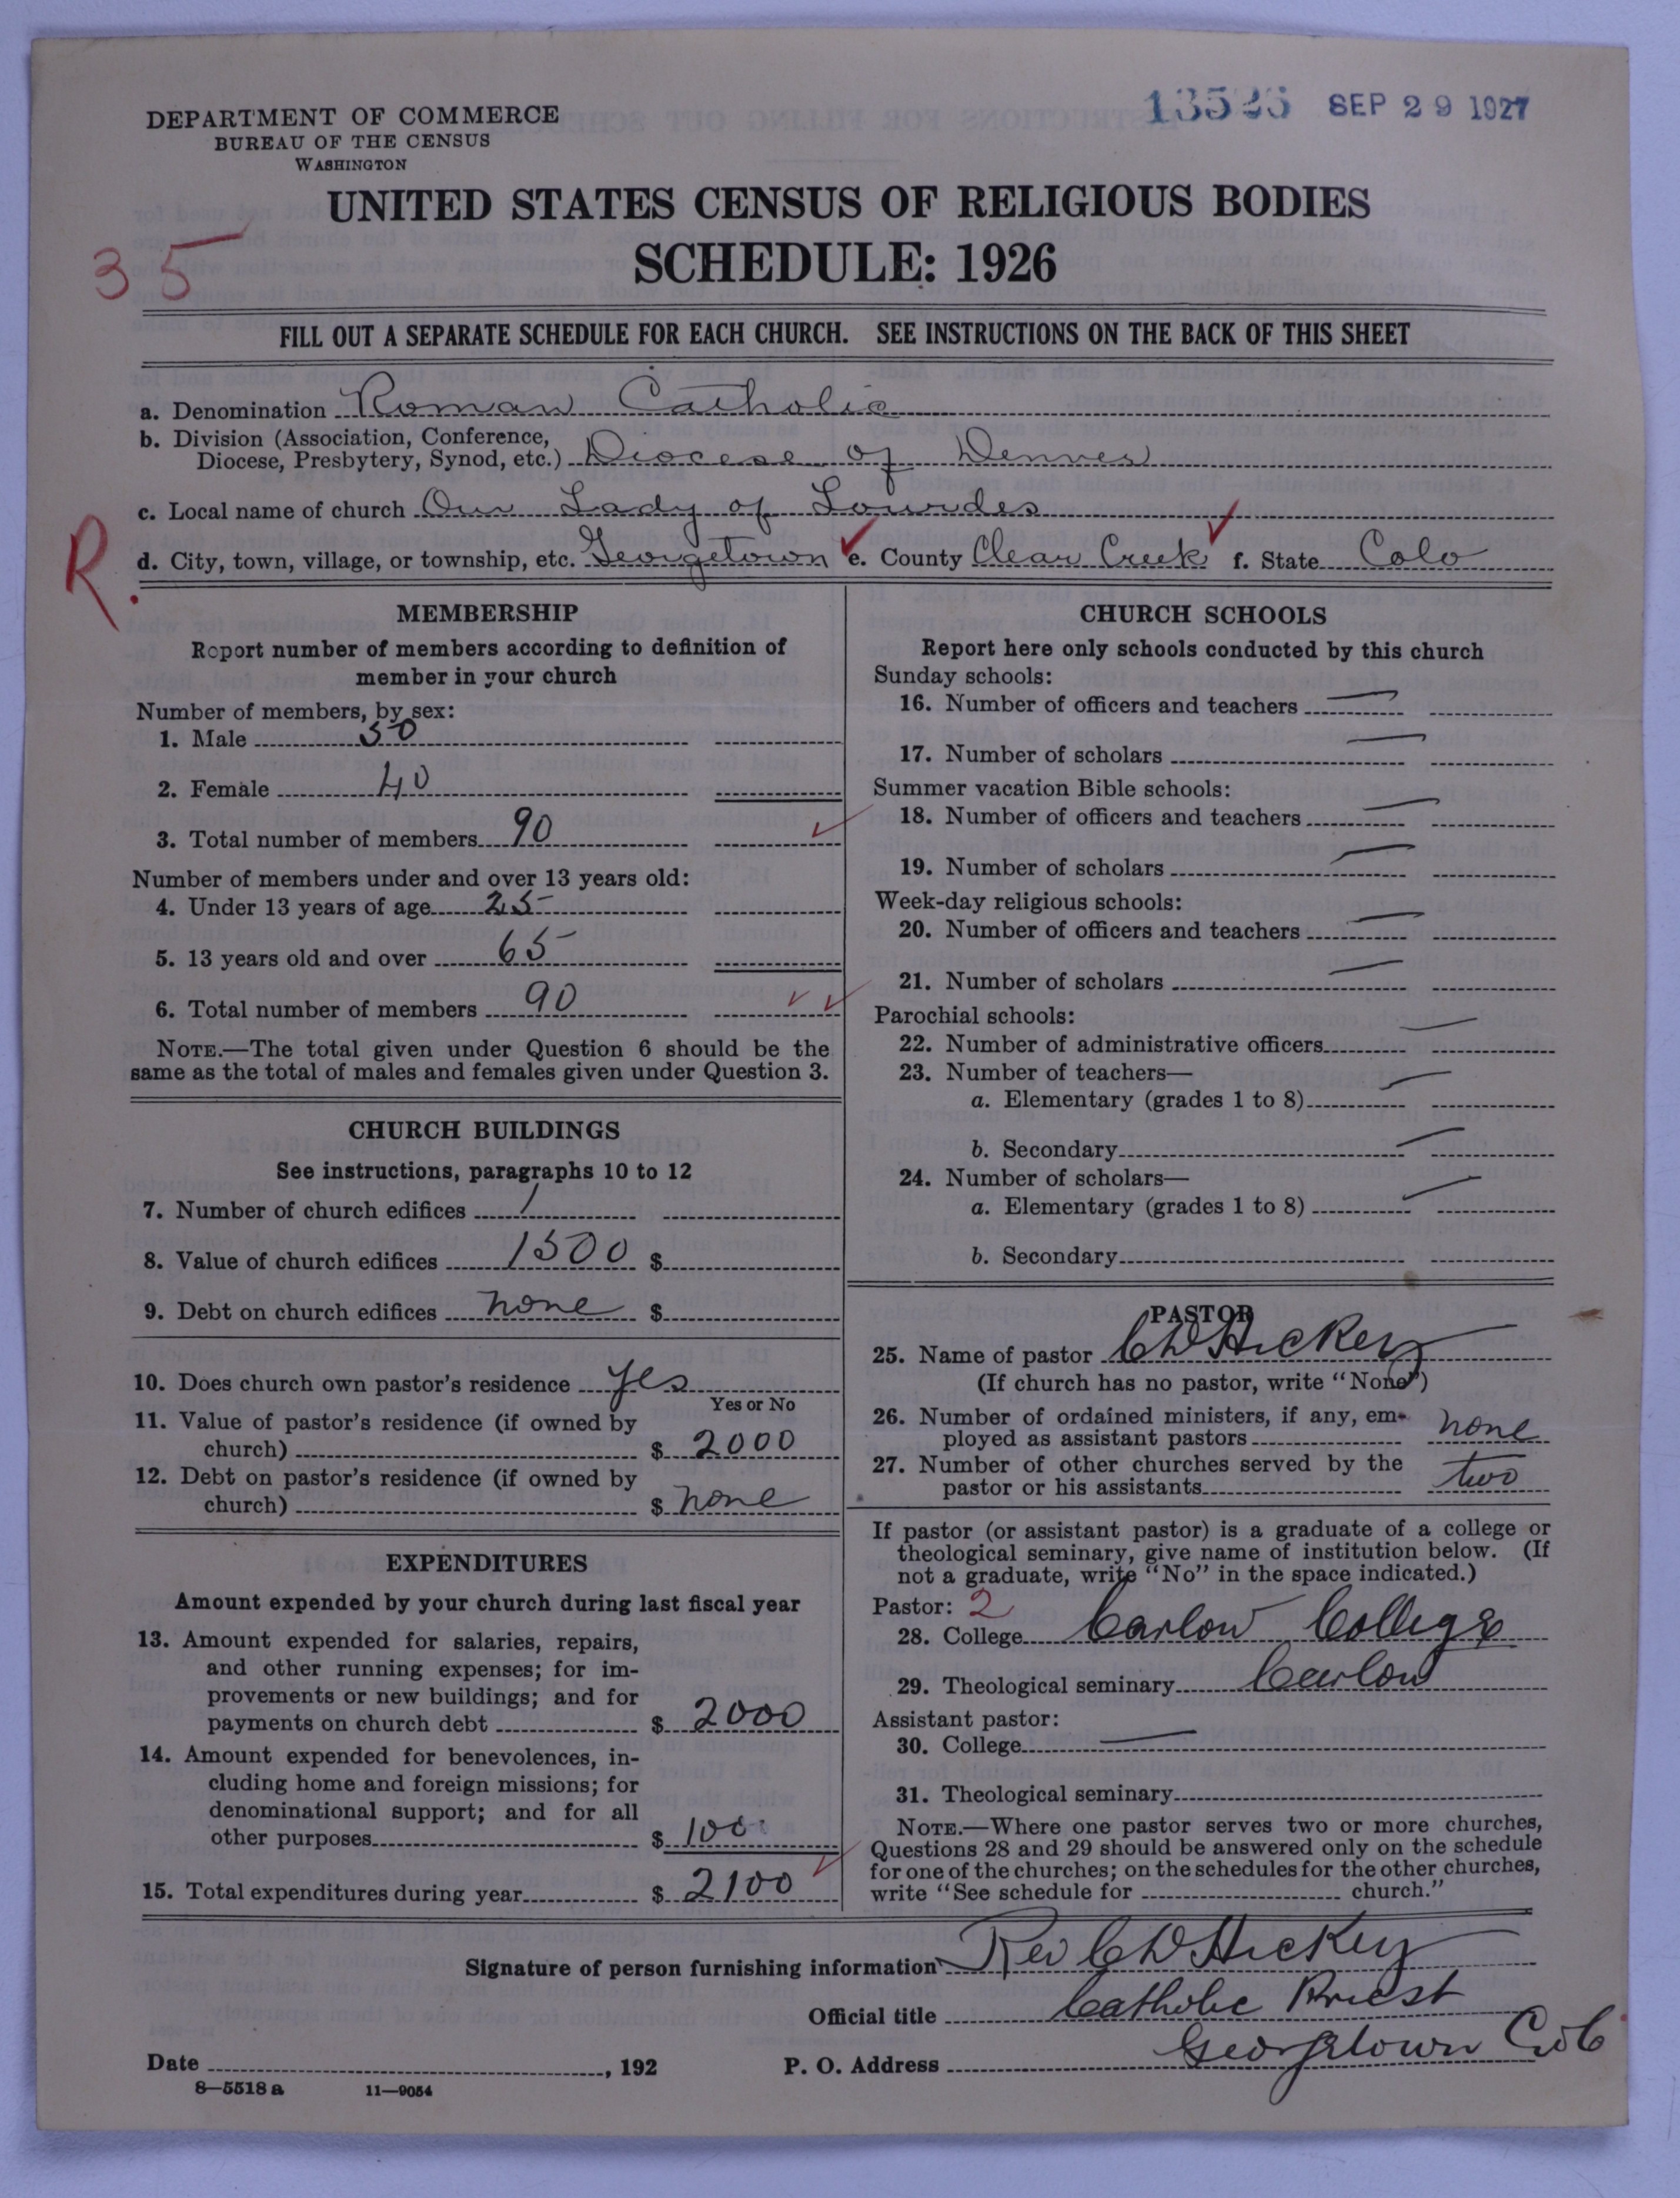 DEPARTMENT OF COMMERCE
BUREAU OF THE CENSUS
WASHINGTON
SEP 29 1927
UNITED STATES CENSUS OF RELIGIOUS BODIES
SCHEDULE: 1926
35
FILL OUT A SEPARATE SCHEDULE FOR EACH CHURCH. SEE INSTRUCTIONS ON THE BACK OF THIS SHEET
a. Denomination Roman Catholic
b. Division (Association, Conference,
Diocese, Presbytery, Synod, etc.) Diocese of Denver
c. Local name of church Our Lady of Lourdes
R.
d. City, town, village, or township, etc. Georgetown e. County Clear Creek f. State Colo
MEMBERSHIP
Report number of members according to definition of
member in your church
Number of members, by sex:
1. Male 50
2. Female 40
3. Total number of members 90
Number of members under and over 13 years old:
4. Under 13 years of age 25
5. 13 years old and over 65
6. Total number of members 90
NOTE.—The total given under Question 6 should be the
same as the total of males and females given under Question 3.
CHURCH BUILDINGS
See instructions, paragraphs 10 to 12
7. Number of church edifices 1
8. Value of church edifices 1500 $
9. Debt on church edifices none $
10. Does church own pastor's residence yes
Yes or No
11. Value of pastor's residence (if owned by
church) $ 2000
12. Debt on pastor's residence (if owned by
church) $ none
EXPENDITURES
Amount expended by your church during last fiscal year
13. Amount expended for salaries, repairs,
and other running expenses; for im-
provements or new buildings; and for
payments on church debt $ 2000
14. Amount expended for benevolences, in-
cluding home and foreign missions; for
denominational support; and for all
other purposes $ 100
15. Total expenditures during year $ 2100
CHURCH SCHOOLS
Report here only schools conducted by this church
Sunday schools:
16. Number of officers and teachers —
17. Number of scholars —
Summer vacation Bible schools:
18. Number of officers and teachers —
19. Number of scholars —
Week-day religious schools:
20. Number of officers and teachers —
21. Number of scholars —
Parochial schools:
22. Number of administrative officers —
23. Number of teachers—
a. Elementary (grades 1 to 8) —
b. Secondary —
24. Number of scholars—
a. Elementary (grades 1 to 8) —
b. Secondary
PASTOR
25. Name of pastor C W Hickey
(If church has no pastor, write "None")
26. Number of ordained ministers, if any, em-
ployed as assistant pastors none
27. Number of other churches served by the
pastor or his assistants two
If pastor (or assistant pastor) is a graduate of a college or
theological seminary, give name of institution below. (If
not a graduate, write "No" in the space indicated.)
Pastor: 2
28. College Carlow College
29. Theological seminary Carlow
Assistant pastor:
30. College —
31. Theological seminary
NOTE.—Where one pastor serves two or more churches,
Questions 28 and 29 should be answered only on the schedule
for one of the churches; on the schedules for the other churches,
write "See schedule for church."
Signature of person furnishing information Rev C W Hickey
Official title Catholic Priest
Date , 192 P. O. Address Georgetown Colo
8—5518 a 11—9054